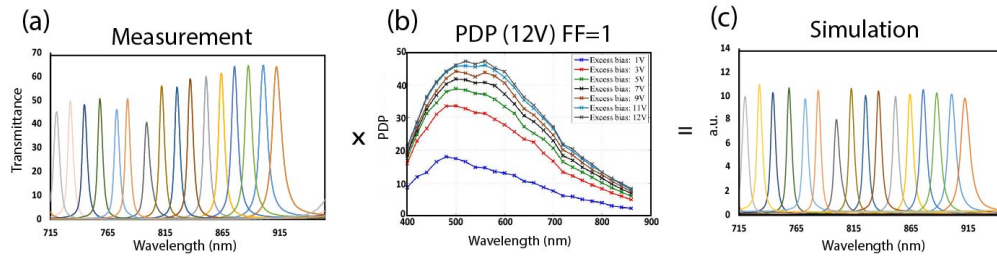 (a)
Measurement
70
60
50
40
30
20
10
0
Transmittance
715 765 815 865 915
Wavelength (nm)
x
(b)
PDP (12V) FF=1
50
40
30
20
10
0
PDP
Excess bias: 1V
Excess bias: 3V
Excess bias: 5V
Excess bias: 7V
Excess bias: 9V
Excess bias: 11V
Excess bias: 12V
400 500 600 700 800 900
Wavelength (nm)
=
(c)
Simulation
14
12
10
8
6
4
2
0
a.u.
715 765 815 865 915
Wavelength (nm)